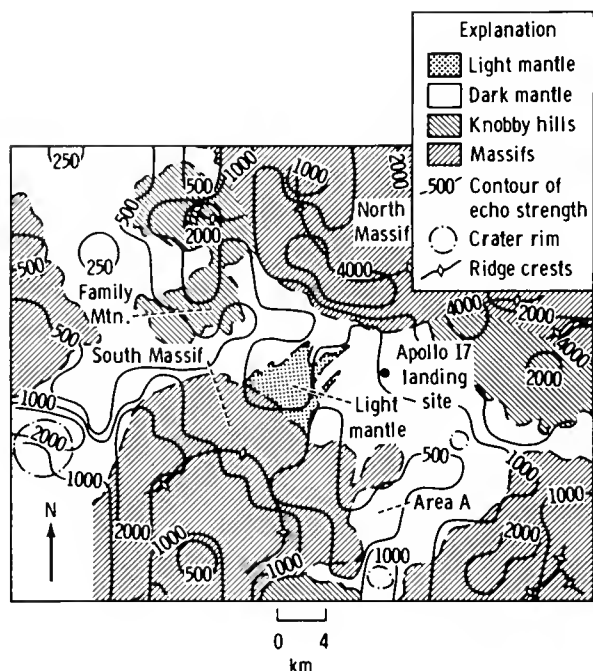 Explanation
Light mantle
Dark mantle
Knobby hills
Massifs
500 Contour of
echo strength
Crater rim
Ridge crests
250
500
500
1000
1000
2000
2000
North
Massif
4000
500
250
Family
Mtn.
500
4000
2000
4000
2000
South Massif
Apollo 17
landing
site
Light
mantle
1000
2000
1000
500
1000
Area A
1000
N
2000
1000
500
1000
1000
2000
0 4
km